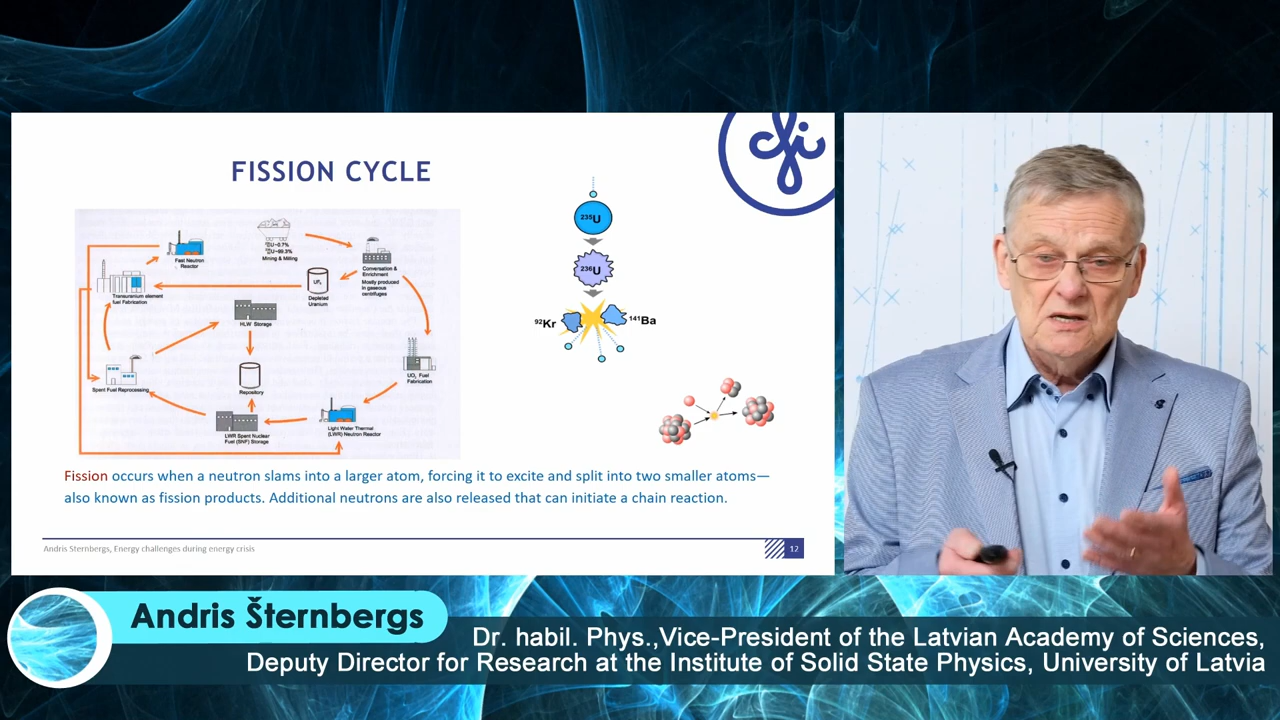 FISSION CYCLE
Fast Neutron
Reactor
Mining & Milling
Conversation &
Enrichment
Mostly produced
in gaseous
centrifuges
Transuranium element
fuel Fabrication
UF₆
Depleted
Uranium
HLW Storage
UO₂ Fuel
Fabrication
Spent Fuel Reprocessing
Repository
LWR Spent Nuclear
Fuel (SNF) Storage
Light Water Thermal
(LWR) Neutron Reactor
²³⁵U
²³⁶U
⁹²Kr
¹⁴¹Ba
Fission occurs when a neutron slams into a larger atom, forcing it to excite and split into two smaller atoms—
also known as fission products. Additional neutrons are also released that can initiate a chain reaction.
Andris Sternbergs, Energy challenges during energy crisis
12
Andris Šternbergs
Dr. habil. Phys.,Vice-President of the Latvian Academy of Sciences,
Deputy Director for Research at the Institute of Solid State Physics, University of Latvia